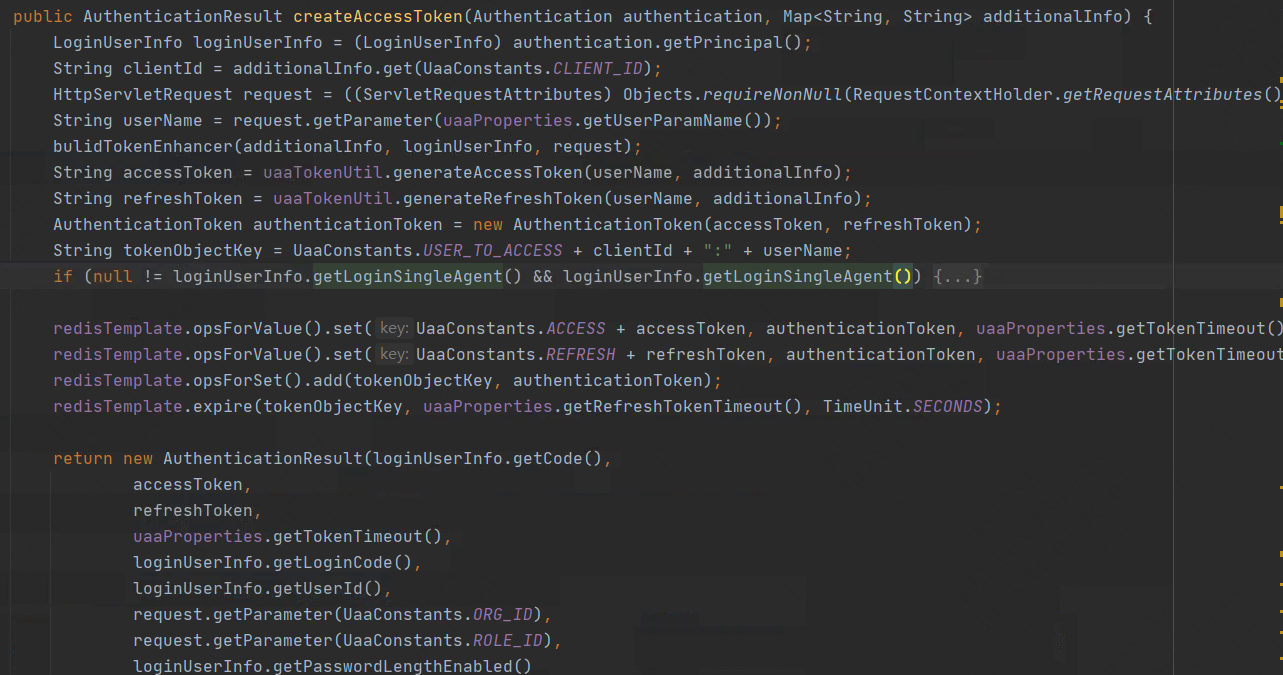 public AuthenticationResult createAccessToken(Authentication authentication, Map<String, String> additionalInfo) {
LoginUserInfo loginUserInfo = (LoginUserInfo) authentication.getPrincipal();
String clientId = additionalInfo.get(UaaConstants.CLIENT_ID);
HttpServletRequest request = ((ServletRequestAttributes) Objects.requireNonNull(RequestContextHolder.getRequestAttributes()
String userName = request.getParameter(uaaProperties.getUserParamName());
bulidTokenEnhancer(additionalInfo, loginUserInfo, request);
String accessToken = uaaTokenUtil.generateAccessToken(userName, additionalInfo);
String refreshToken = uaaTokenUtil.generateRefreshToken(userName, additionalInfo);
AuthenticationToken authenticationToken = new AuthenticationToken(accessToken, refreshToken);
String tokenObjectKey = UaaConstants.USER_TO_ACCESS + clientId + ":" + userName;
if (null != loginUserInfo.getLoginSingleAgent() && loginUserInfo.getLoginSingleAgent()) {...}
redisTemplate.opsForValue().set( key: UaaConstants.ACCESS + accessToken, authenticationToken, uaaProperties.getTokenTimeout()
redisTemplate.opsForValue().set( key: UaaConstants.REFRESH + refreshToken, authenticationToken, uaaProperties.getTokenTimeout
redisTemplate.opsForSet().add(tokenObjectKey, authenticationToken);
redisTemplate.expire(tokenObjectKey, uaaProperties.getRefreshTokenTimeout(), TimeUnit.SECONDS);
return new AuthenticationResult(loginUserInfo.getCode(),
accessToken,
refreshToken,
uaaProperties.getTokenTimeout(),
loginUserInfo.getLoginCode(),
loginUserInfo.getUserId(),
request.getParameter(UaaConstants.ORG_ID),
request.getParameter(UaaConstants.ROLE_ID),
loginUserInfo.getPasswordLengthEnabled()